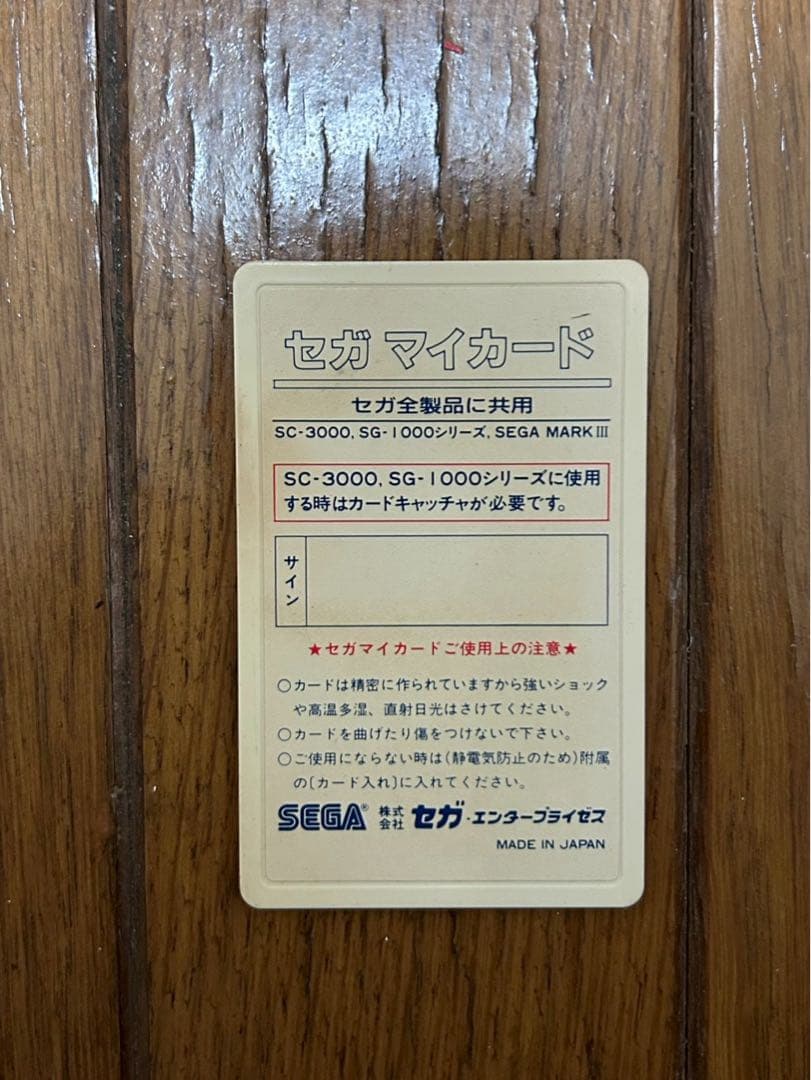 セガ マイカード
セガ全製品に共用
SC-3000, SG-1000シリーズ, SEGA MARK III
SC-3000, SG-1000シリーズに使用
する時はカードキャッチャが必要です。
サイン
★セガマイカードご使用上の注意★
○カードは精密に作られていますから強いショック
や高温多湿、直射日光はさけてください。
○カードを曲げたり傷をつけないで下さい。
○ご使用にならない時は(静電気防止のため)附属
の〔カード入れ〕に入れてください。
SEGA® 株式会社 セガ・エンタープライゼス
MADE IN JAPAN